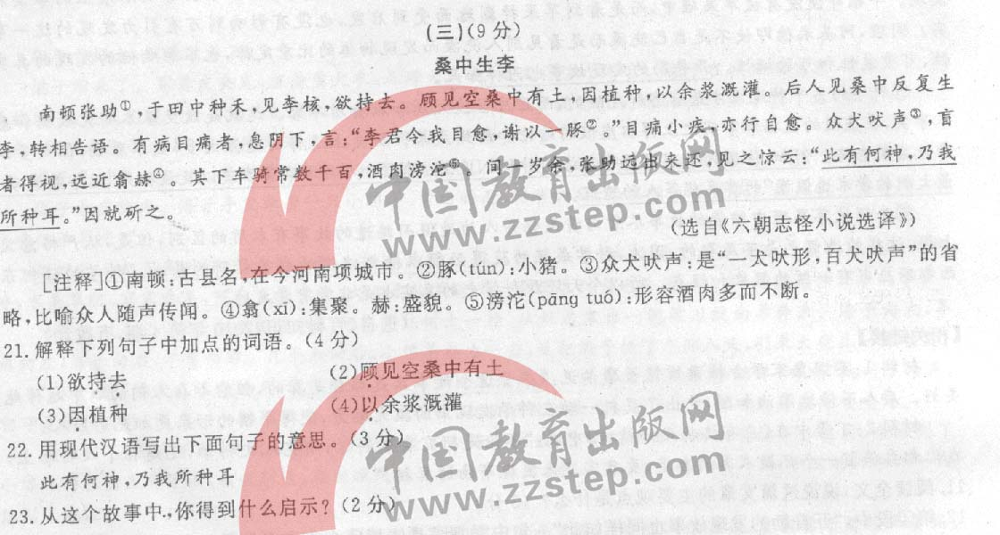 (三)(9分)
桑中生李
南顿张助①,于田中种禾,见李核,欲持去。顾见空桑中有土,因植种,以余浆溉灌。后人见桑中反复生
李,转相告语。有病目痛者,息阴下,言:“李君令我目愈,谢以一豚②。”目痛小疾,亦行自愈。众犬吠声③,盲
者得视,远近翕赫④。其下车骑常数千百,酒肉滂沱⑤。间一岁余,张助远出来还,见之惊云:“此有何神,乃我
所种耳。”因就斫之。
(选自《六朝志怪小说选译》)
[注释]①南顿:古县名,在今河南项城市。②豚(tún):小猪。③众犬吠声:是“一犬吠形,百犬吠声”的省
略,比喻众人随声传闻。④翕(xī):集聚。赫:盛貌。⑤滂沱(pāng tuó):形容酒肉多而不断。
21.解释下列句子中加点的词语。(4分)
(1)欲持去 (2)顾见空桑中有土
(3)因植种 (4)以余浆溉灌
22.用现代汉语写出下面句子的意思。(3分)
此有何神,乃我所种耳
23.从这个故事中,你得到什么启示?(2分)
中国教育出版网
www.zzstep.com
中国教育出版网
www.zzstep.com